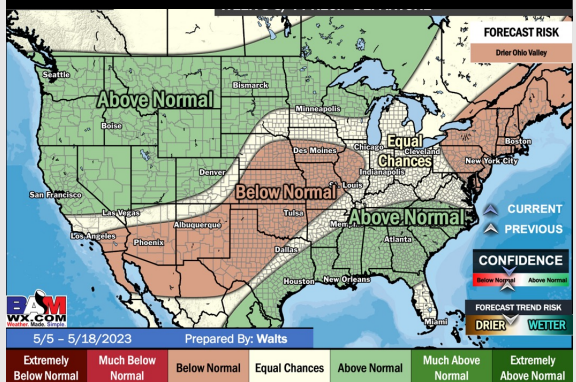 FORECAST RISK
Drier Ohio Valley
Seattle
Bismarck
Above Normal
Minneapolis
Boise
Equal
Chances
Boston
Chicago
Cleveland
Des Moines
New York City
Indianapolis
Denver
Below Normal
St. Louis
San Francisco
Las Vegas
Above Normal
CURRENT
Tulsa
Albuquerque
PREVIOUS
Los Angeles
Phoenix
Atlanta
Dallas
CONFIDENCE
Below Normal Above Normal
Houston
New Orleans
BAM
WX.COM
Weather. Made. Simple.
FORECAST TREND RISK
DRIER WETTER
Miami
5/5 – 5/18/2023 Prepared By: Walts
Extremely
Below Normal
Much Below
Normal
Below Normal
Equal Chances
Above Normal
Much Above
Normal
Extremely
Above Normal